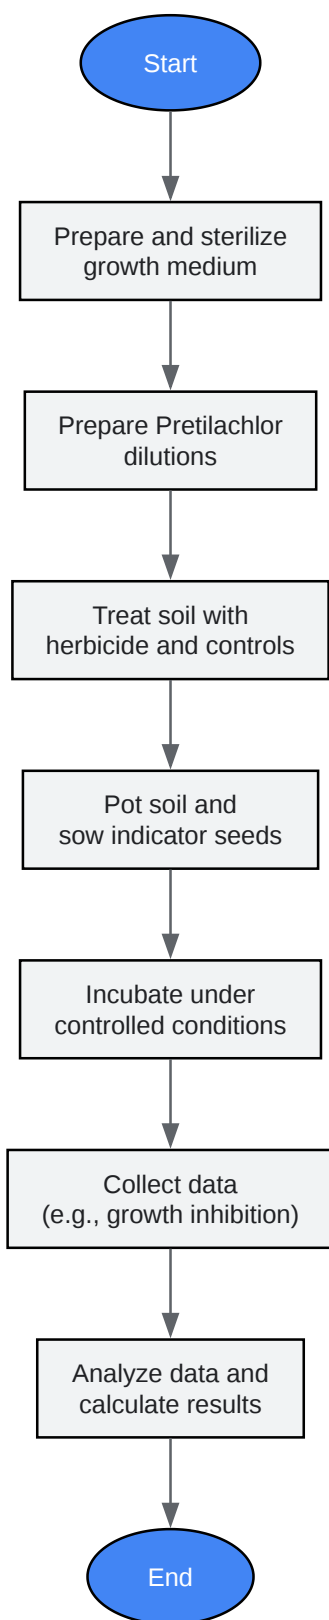 Start
Prepare and sterilize
growth medium
Prepare Pretilachlor
dilutions
Treat soil with
herbicide and controls
Pot soil and
sow indicator seeds
Incubate under
controlled conditions
Collect data
(e.g., growth inhibition)
Analyze data and
calculate results
End